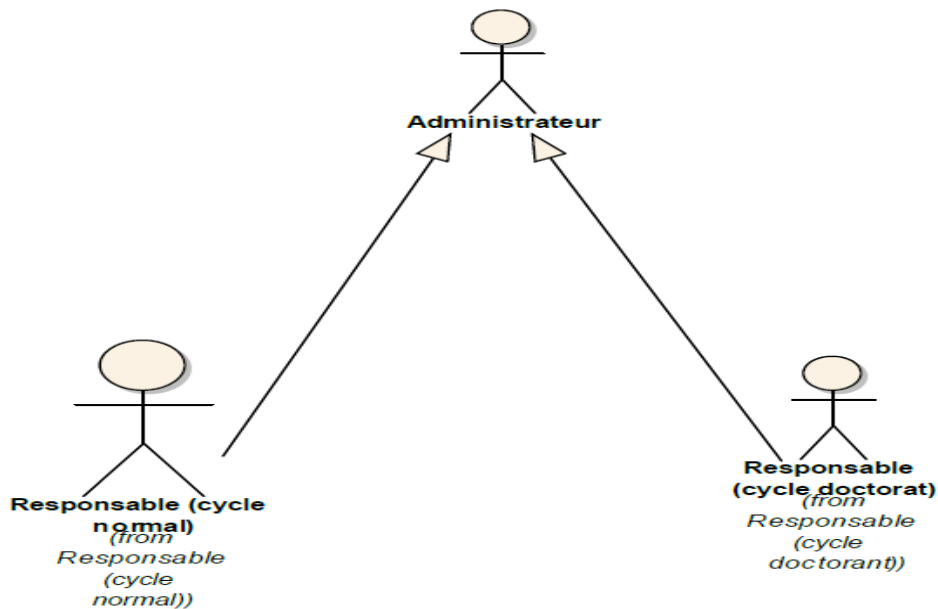 Administrateur
Responsable (cycle
normal)
(from
Responsable
(cycle
normal))
Responsable
(cycle doctorat)
(from
Responsable
(cycle
doctorant))